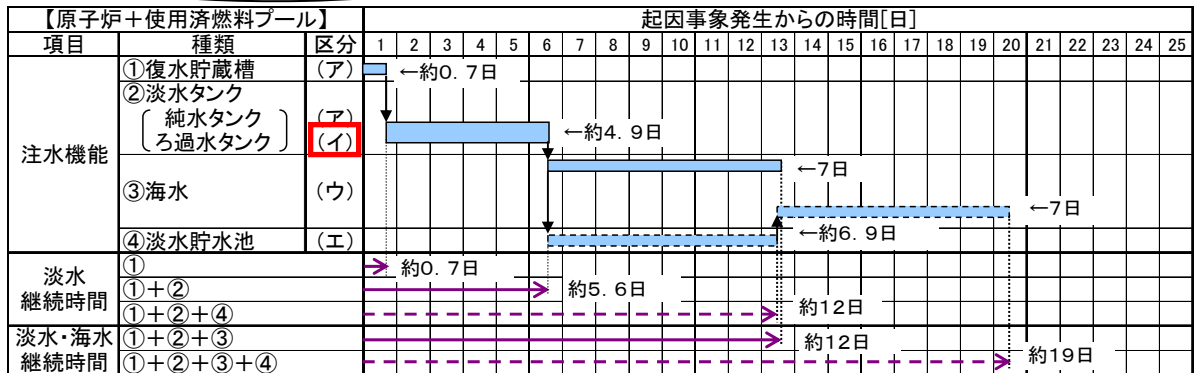 【原子炉＋使用済燃料プール】 起因事象発生からの時間[日]
項目 種類 区分 1 2 3 4 5 6 7 8 9 10 11 12 13 14 15 16 17 18 19 20 21 22 23 24 25
注水機能 ①復水貯蔵槽 (ア) ←約0．7日
②淡水タンク
純水タンク (ア)
ろ過水タンク (イ) ←約4．9日
③海水 (ウ) ←7日 ←7日
④淡水貯水池 (エ) ←約6．9日
淡水継続時間 ① 約0．7日
①＋② 約5．6日
①＋②＋④ 約12日
淡水・海水継続時間 ①＋②＋③ 約12日
①＋②＋③＋④ 約19日